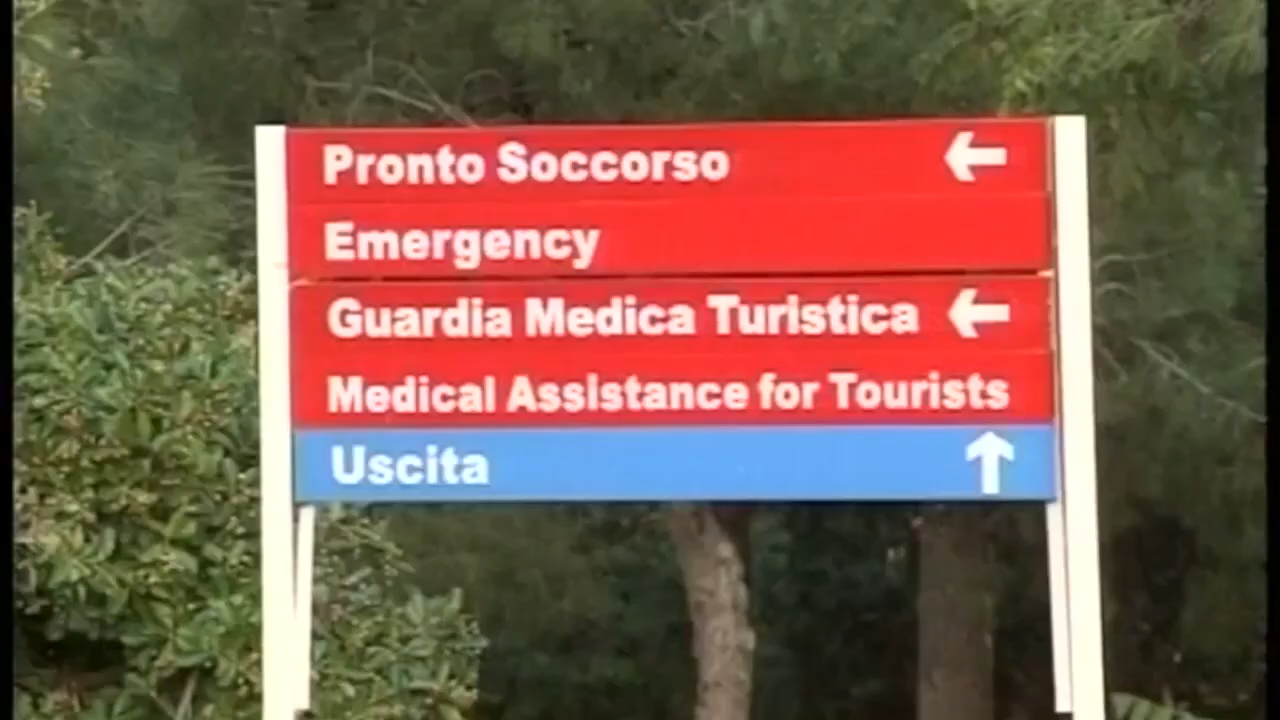 Pronto Soccorso
Emergency
Guardia Medica Turistica
Medical Assistance for Tourists
Uscita